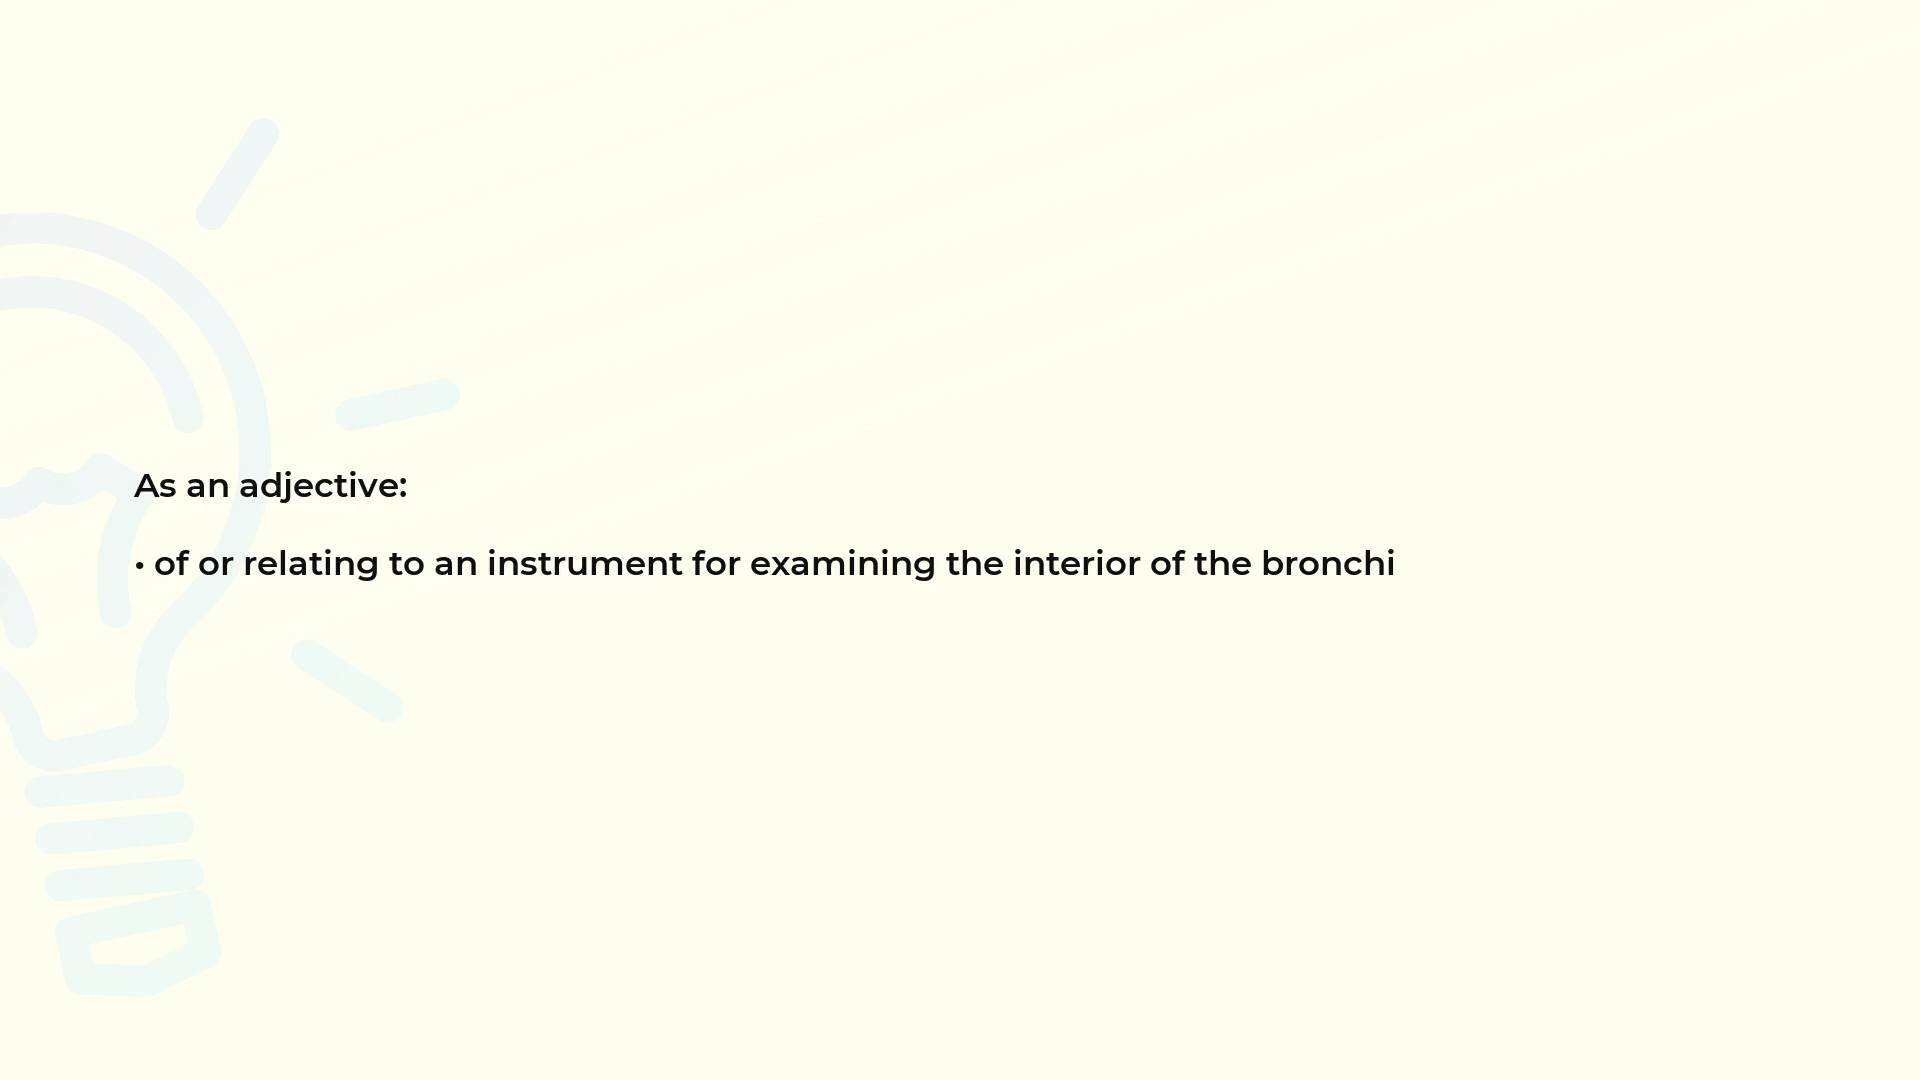 As an adjective:
• of or relating to an instrument for examining the interior of the bronchi